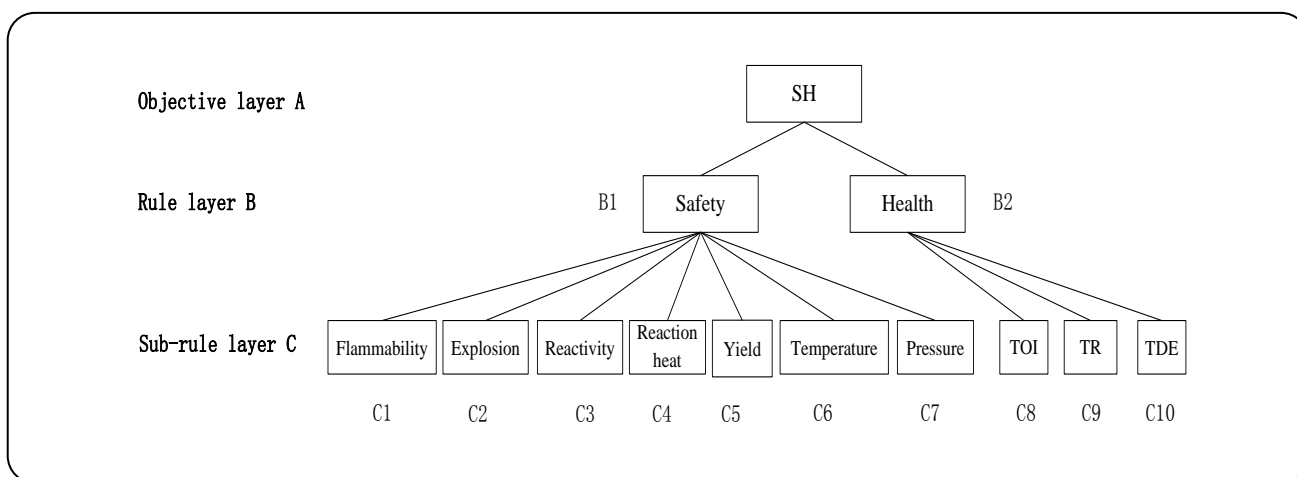 Objective layer A
SH
Rule layer B
B1
Safety
Health
B2
Sub-rule layer C
Flammability
Explosion
Reactivity
Reaction
heat
Yield
Temperature
Pressure
TOI
TR
TDE
C1
C2
C3
C4
C5
C6
C7
C8
C9
C10